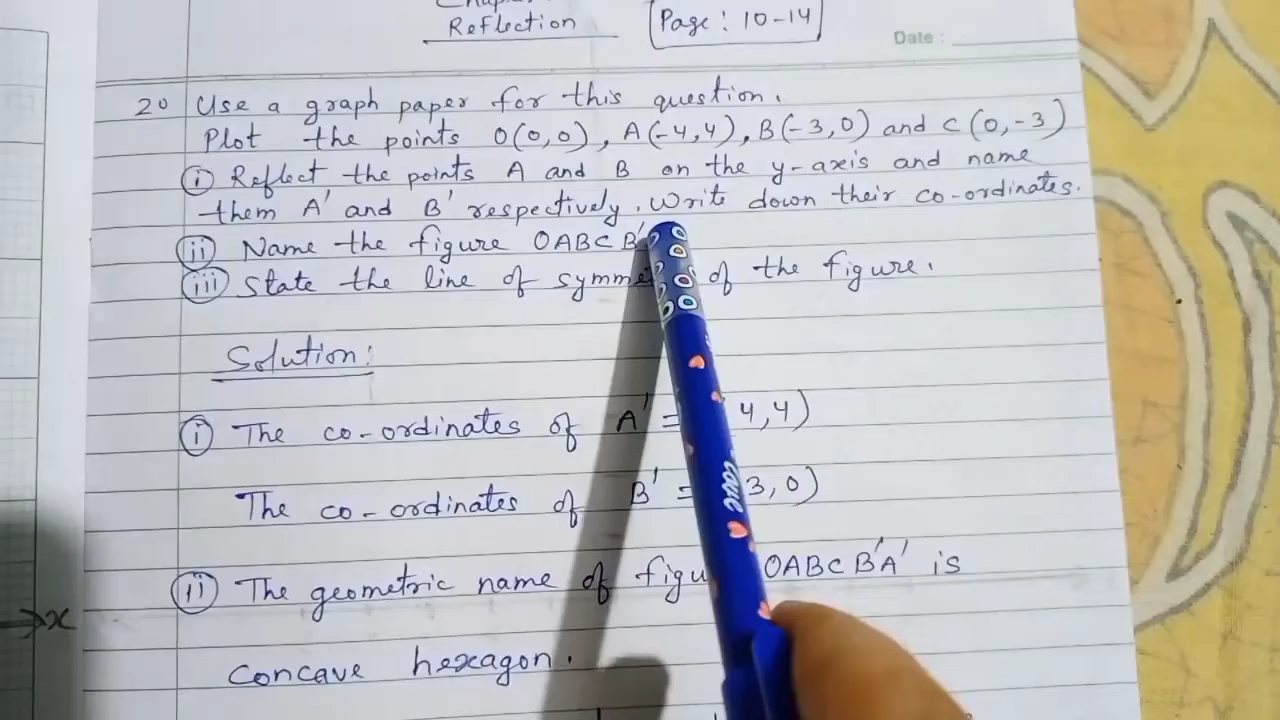 Reflection
Page: 10-14
Date:
20 Use a graph paper for this question.
Plot the points O(0,0), A(-4,4), B(-3,0) and C(0,-3)
(i) Reflect the points A and B on the y-axis and name
them A' and B' respectively. Write down their co-ordinates.
(ii) Name the figure OABCB'
(iii) State the line of of the figure.
Solution:
(i) The co-ordinates of A' = 4,4)
The co-ordinates of B' = 3,0)
(ii) The geometric name of OABCB'A' is
concave hexagon.
x